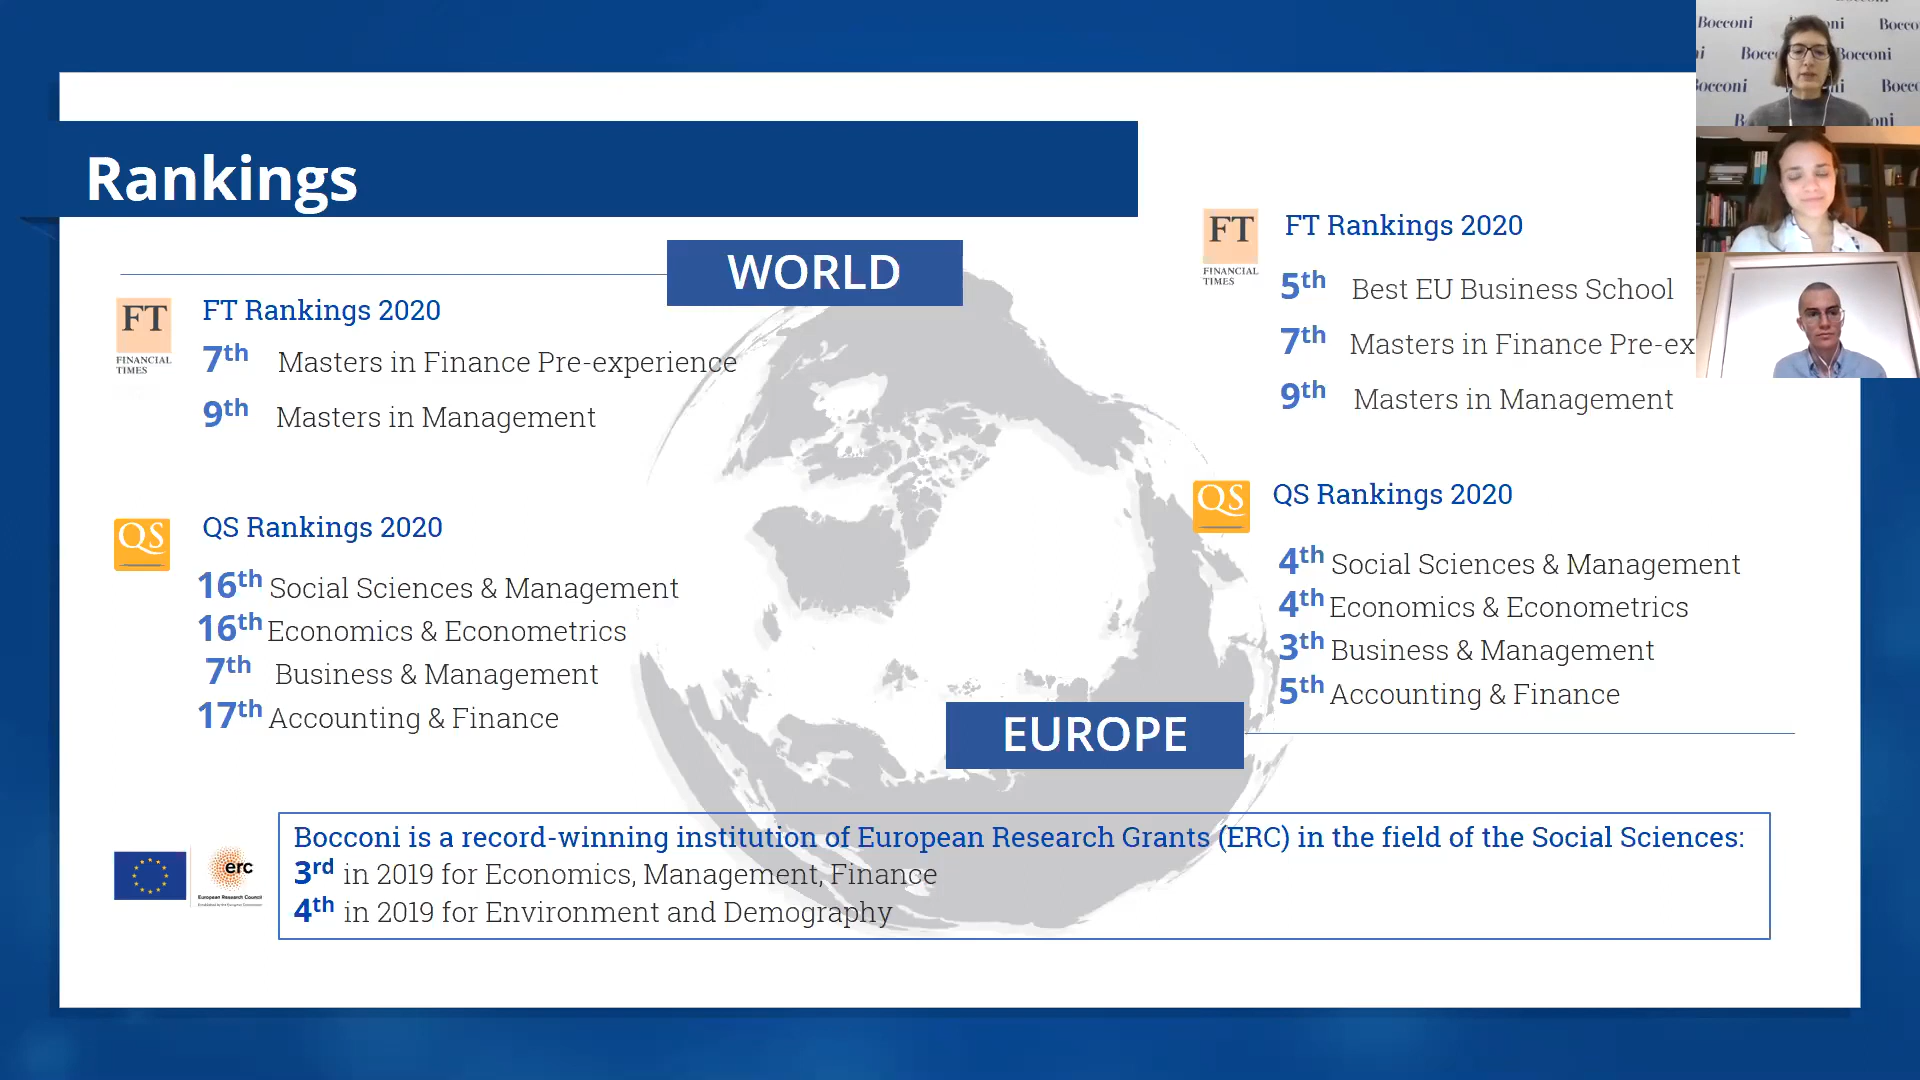 Rankings
WORLD
FT
FINANCIAL
TIMES
FT Rankings 2020
7th Masters in Finance Pre-experience
9th Masters in Management
QS
QS Rankings 2020
16th Social Sciences & Management
16th Economics & Econometrics
7th Business & Management
17th Accounting & Finance
FT
FINANCIAL
TIMES
FT Rankings 2020
5th Best EU Business School
7th Masters in Finance Pre-ex
9th Masters in Management
QS
QS Rankings 2020
4th Social Sciences & Management
4th Economics & Econometrics
3th Business & Management
5th Accounting & Finance
EUROPE
erc
European Research Council
Bocconi is a record-winning institution of European Research Grants (ERC) in the field of the Social Sciences:
3rd in 2019 for Economics, Management, Finance
4th in 2019 for Environment and Demography
Bocconi
Bocconi
Bocconi